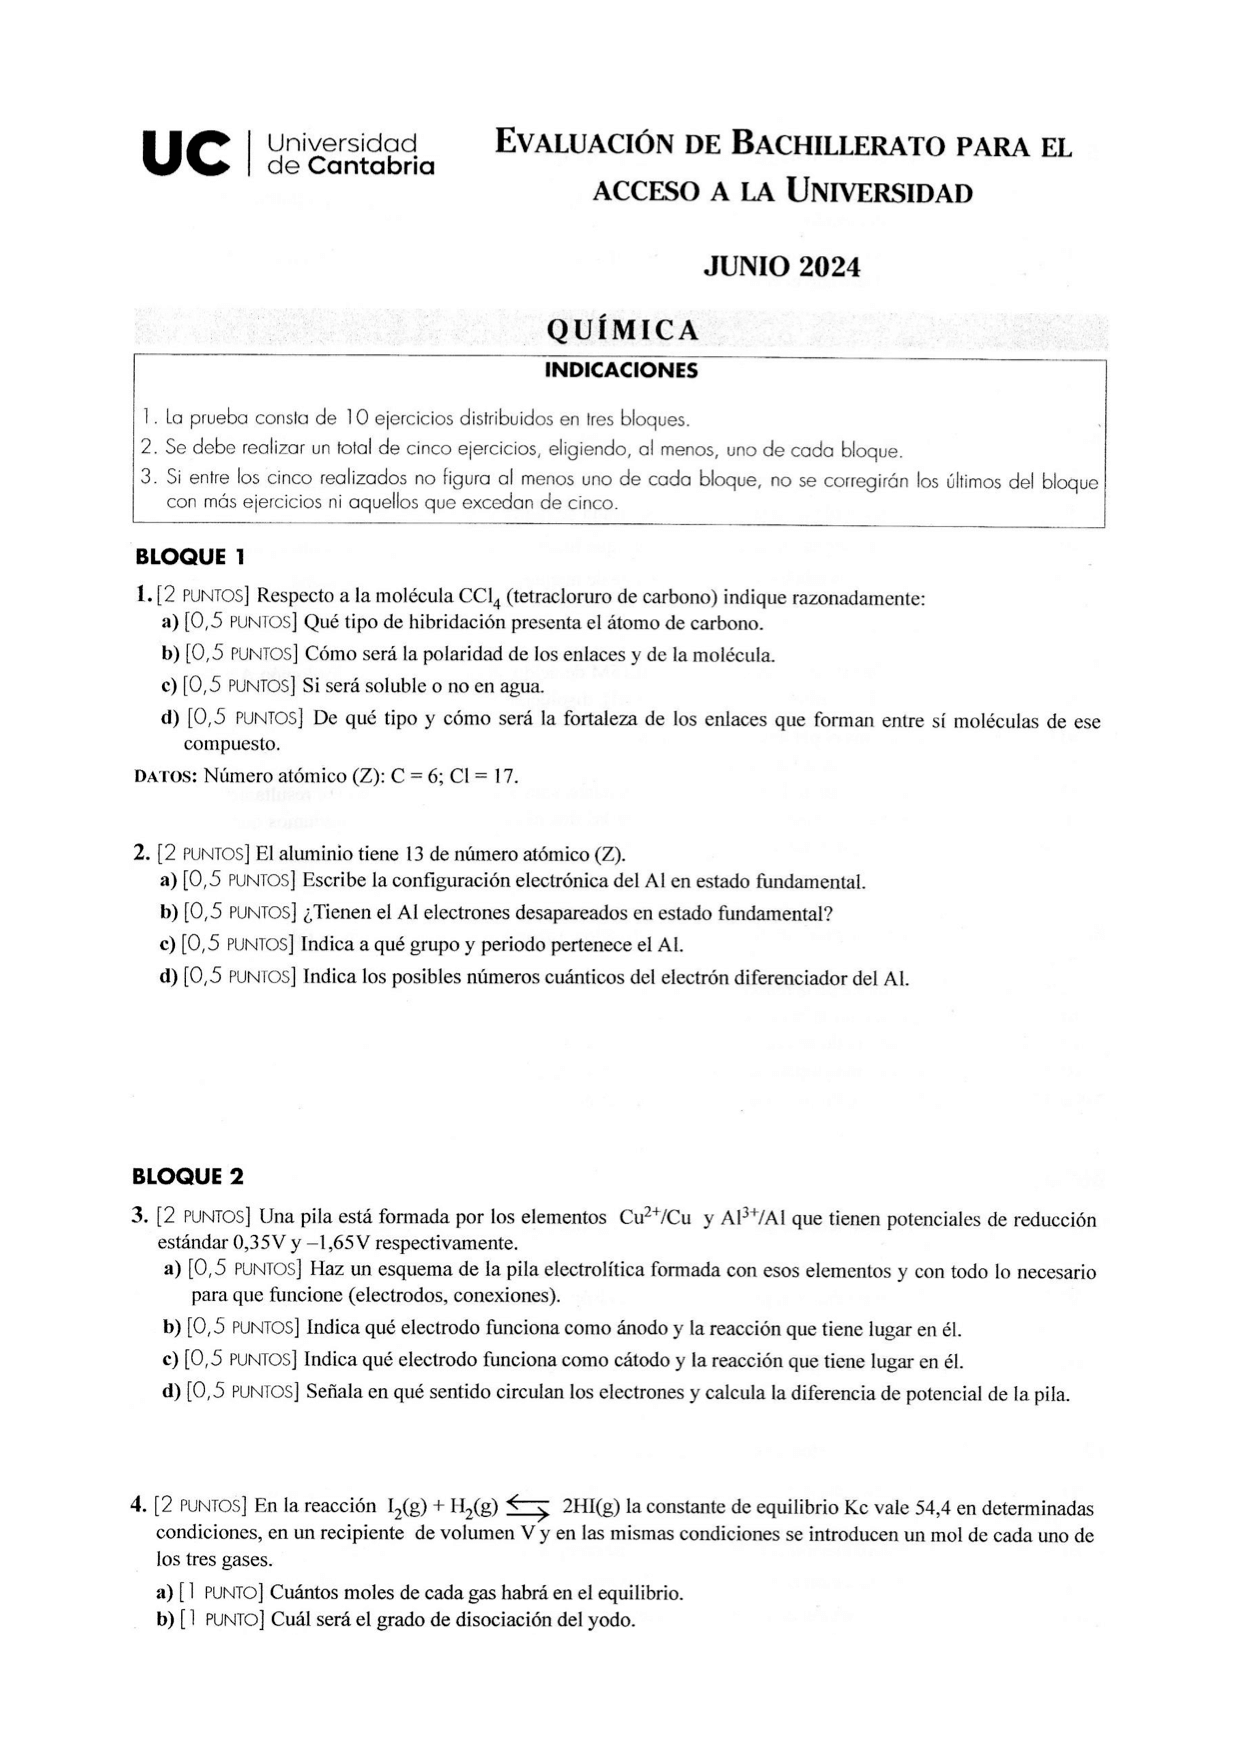 UC Universidad de Cantabria
EVALUACIÓN DE BACHILLERATO PARA EL
ACCESO A LA UNIVERSIDAD
JUNIO 2024
QUÍMICA
INDICACIONES
1. La prueba consta de 10 ejercicios distribuidos en tres bloques.
2. Se debe realizar un total de cinco ejercicios, eligiendo, al menos, uno de cada bloque.
3. Si entre los cinco realizados no figura al menos uno de cada bloque, no se corregirán los últimos del bloque
con más ejercicios ni aquellos que excedan de cinco.
BLOQUE 1
1. [2 PUNTOS] Respecto a la molécula CCl₄ (tetracloruro de carbono) indique razonadamente:
a) [0,5 PUNTOS] Qué tipo de hibridación presenta el átomo de carbono.
b) [0,5 PUNTOS] Cómo será la polaridad de los enlaces y de la molécula.
c) [0,5 PUNTOS] Si será soluble o no en agua.
d) [0,5 PUNTOS] De qué tipo y cómo será la fortaleza de los enlaces que forman entre sí moléculas de ese
compuesto.
DATOS: Número atómico (Z): C = 6; Cl = 17.
2. [2 PUNTOS] El aluminio tiene 13 de número atómico (Z).
a) [0,5 PUNTOS] Escribe la configuración electrónica del Al en estado fundamental.
b) [0,5 PUNTOS] ¿Tienen el Al electrones desapareados en estado fundamental?
c) [0,5 PUNTOS] Indica a qué grupo y periodo pertenece el Al.
d) [0,5 PUNTOS] Indica los posibles números cuánticos del electrón diferenciador del Al.
BLOQUE 2
3. [2 PUNTOS] Una pila está formada por los elementos Cu²⁺/Cu y Al³⁺/Al que tienen potenciales de reducción
estándar 0,35V y –1,65V respectivamente.
a) [0,5 PUNTOS] Haz un esquema de la pila electrolítica formada con esos elementos y con todo lo necesario
para que funcione (electrodos, conexiones).
b) [0,5 PUNTOS] Indica qué electrodo funciona como ánodo y la reacción que tiene lugar en él.
c) [0,5 PUNTOS] Indica qué electrodo funciona como cátodo y la reacción que tiene lugar en él.
d) [0,5 PUNTOS] Señala en qué sentido circulan los electrones y calcula la diferencia de potencial de la pila.
4. [2 PUNTOS] En la reacción I₂(g) + H₂(g) ⇆ 2HI(g) la constante de equilibrio Kc vale 54,4 en determinadas
condiciones, en un recipiente de volumen V y en las mismas condiciones se introducen un mol de cada uno de
los tres gases.
a) [1 PUNTO] Cuántos moles de cada gas habrá en el equilibrio.
b) [1 PUNTO] Cuál será el grado de disociación del yodo.